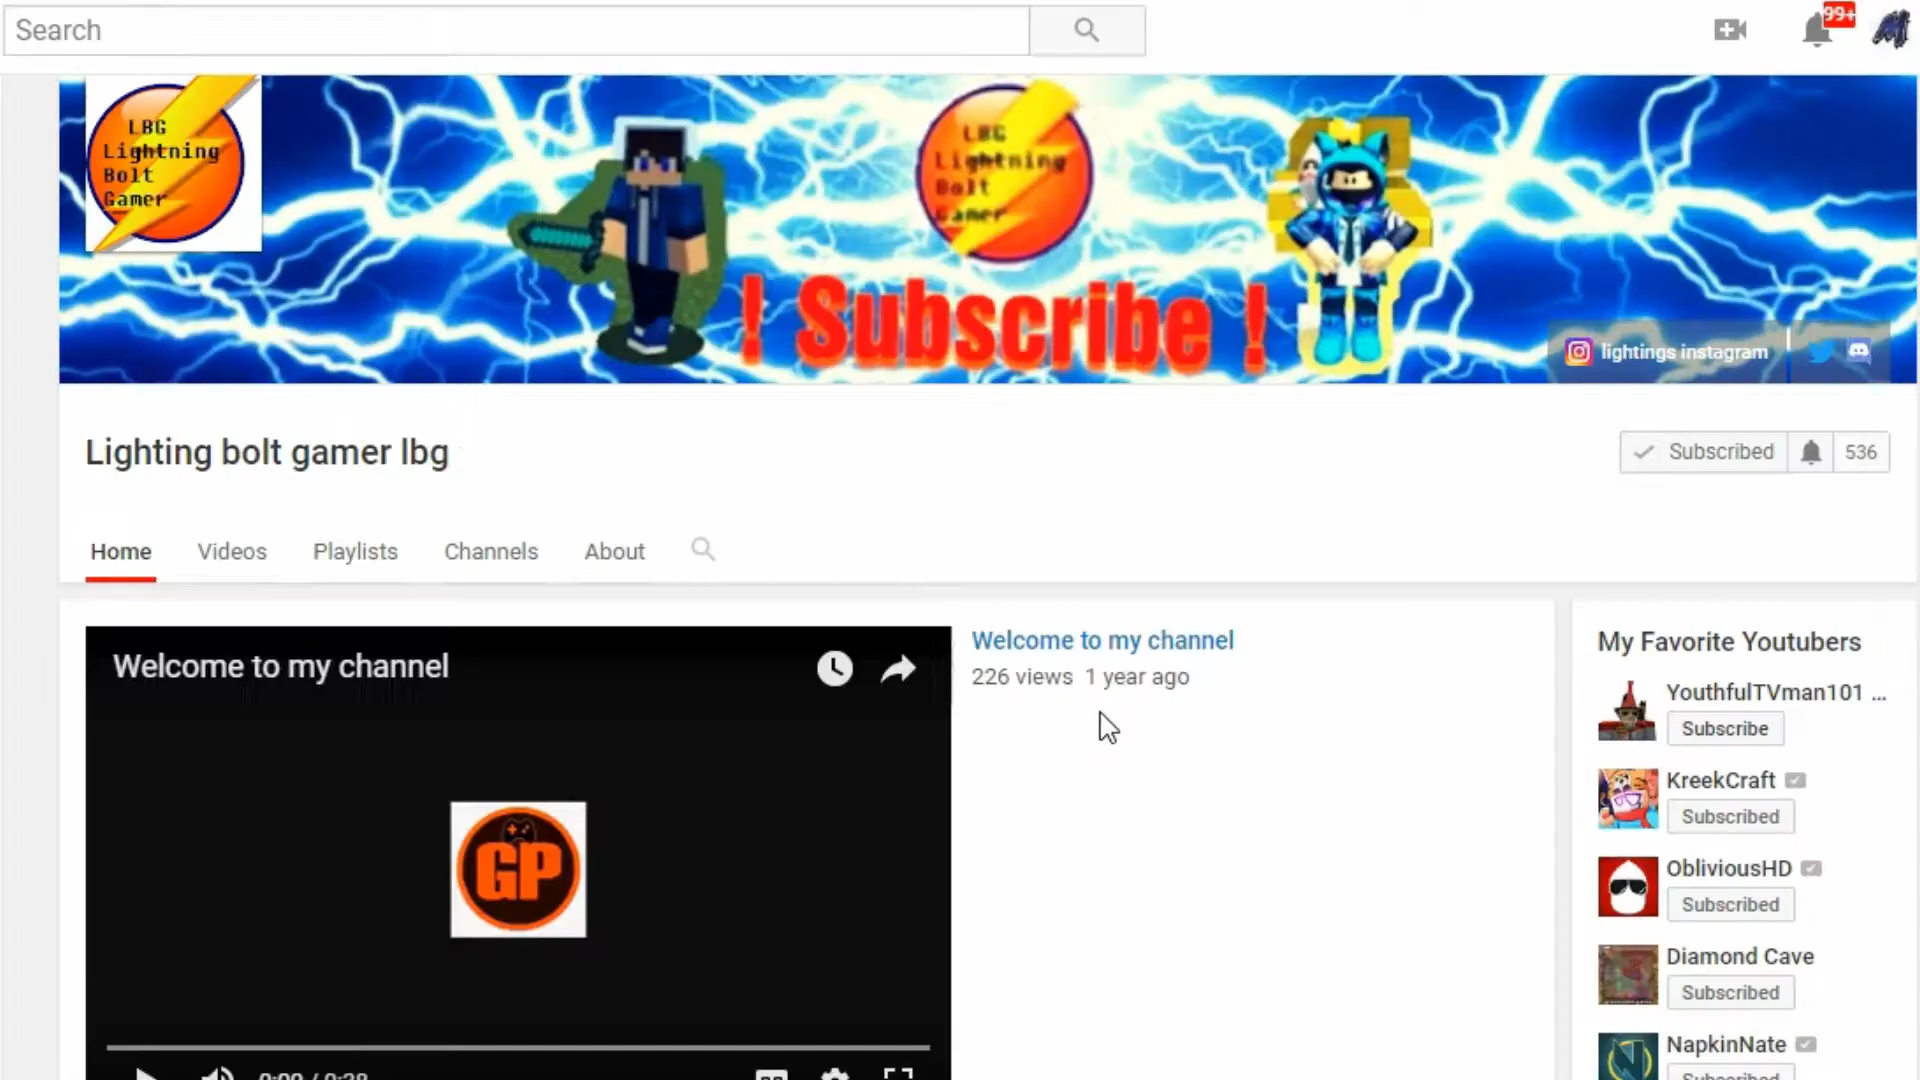 Search
99+
LBG
Lightning
Bolt
Gamer
LBG
Lightning
Bolt
Gamer
! Subscribe !
lightings instagram
Lighting bolt gamer lbg
Subscribed
536
Home
Videos
Playlists
Channels
About
Welcome to my channel
GP
0:00 / 0:38
Welcome to my channel
226 views 1 year ago
My Favorite Youtubers
YouthfulTVman101 ...
Subscribe
KreekCraft
Subscribed
ObliviousHD
Subscribed
Diamond Cave
Subscribed
NapkinNate
Subscribed